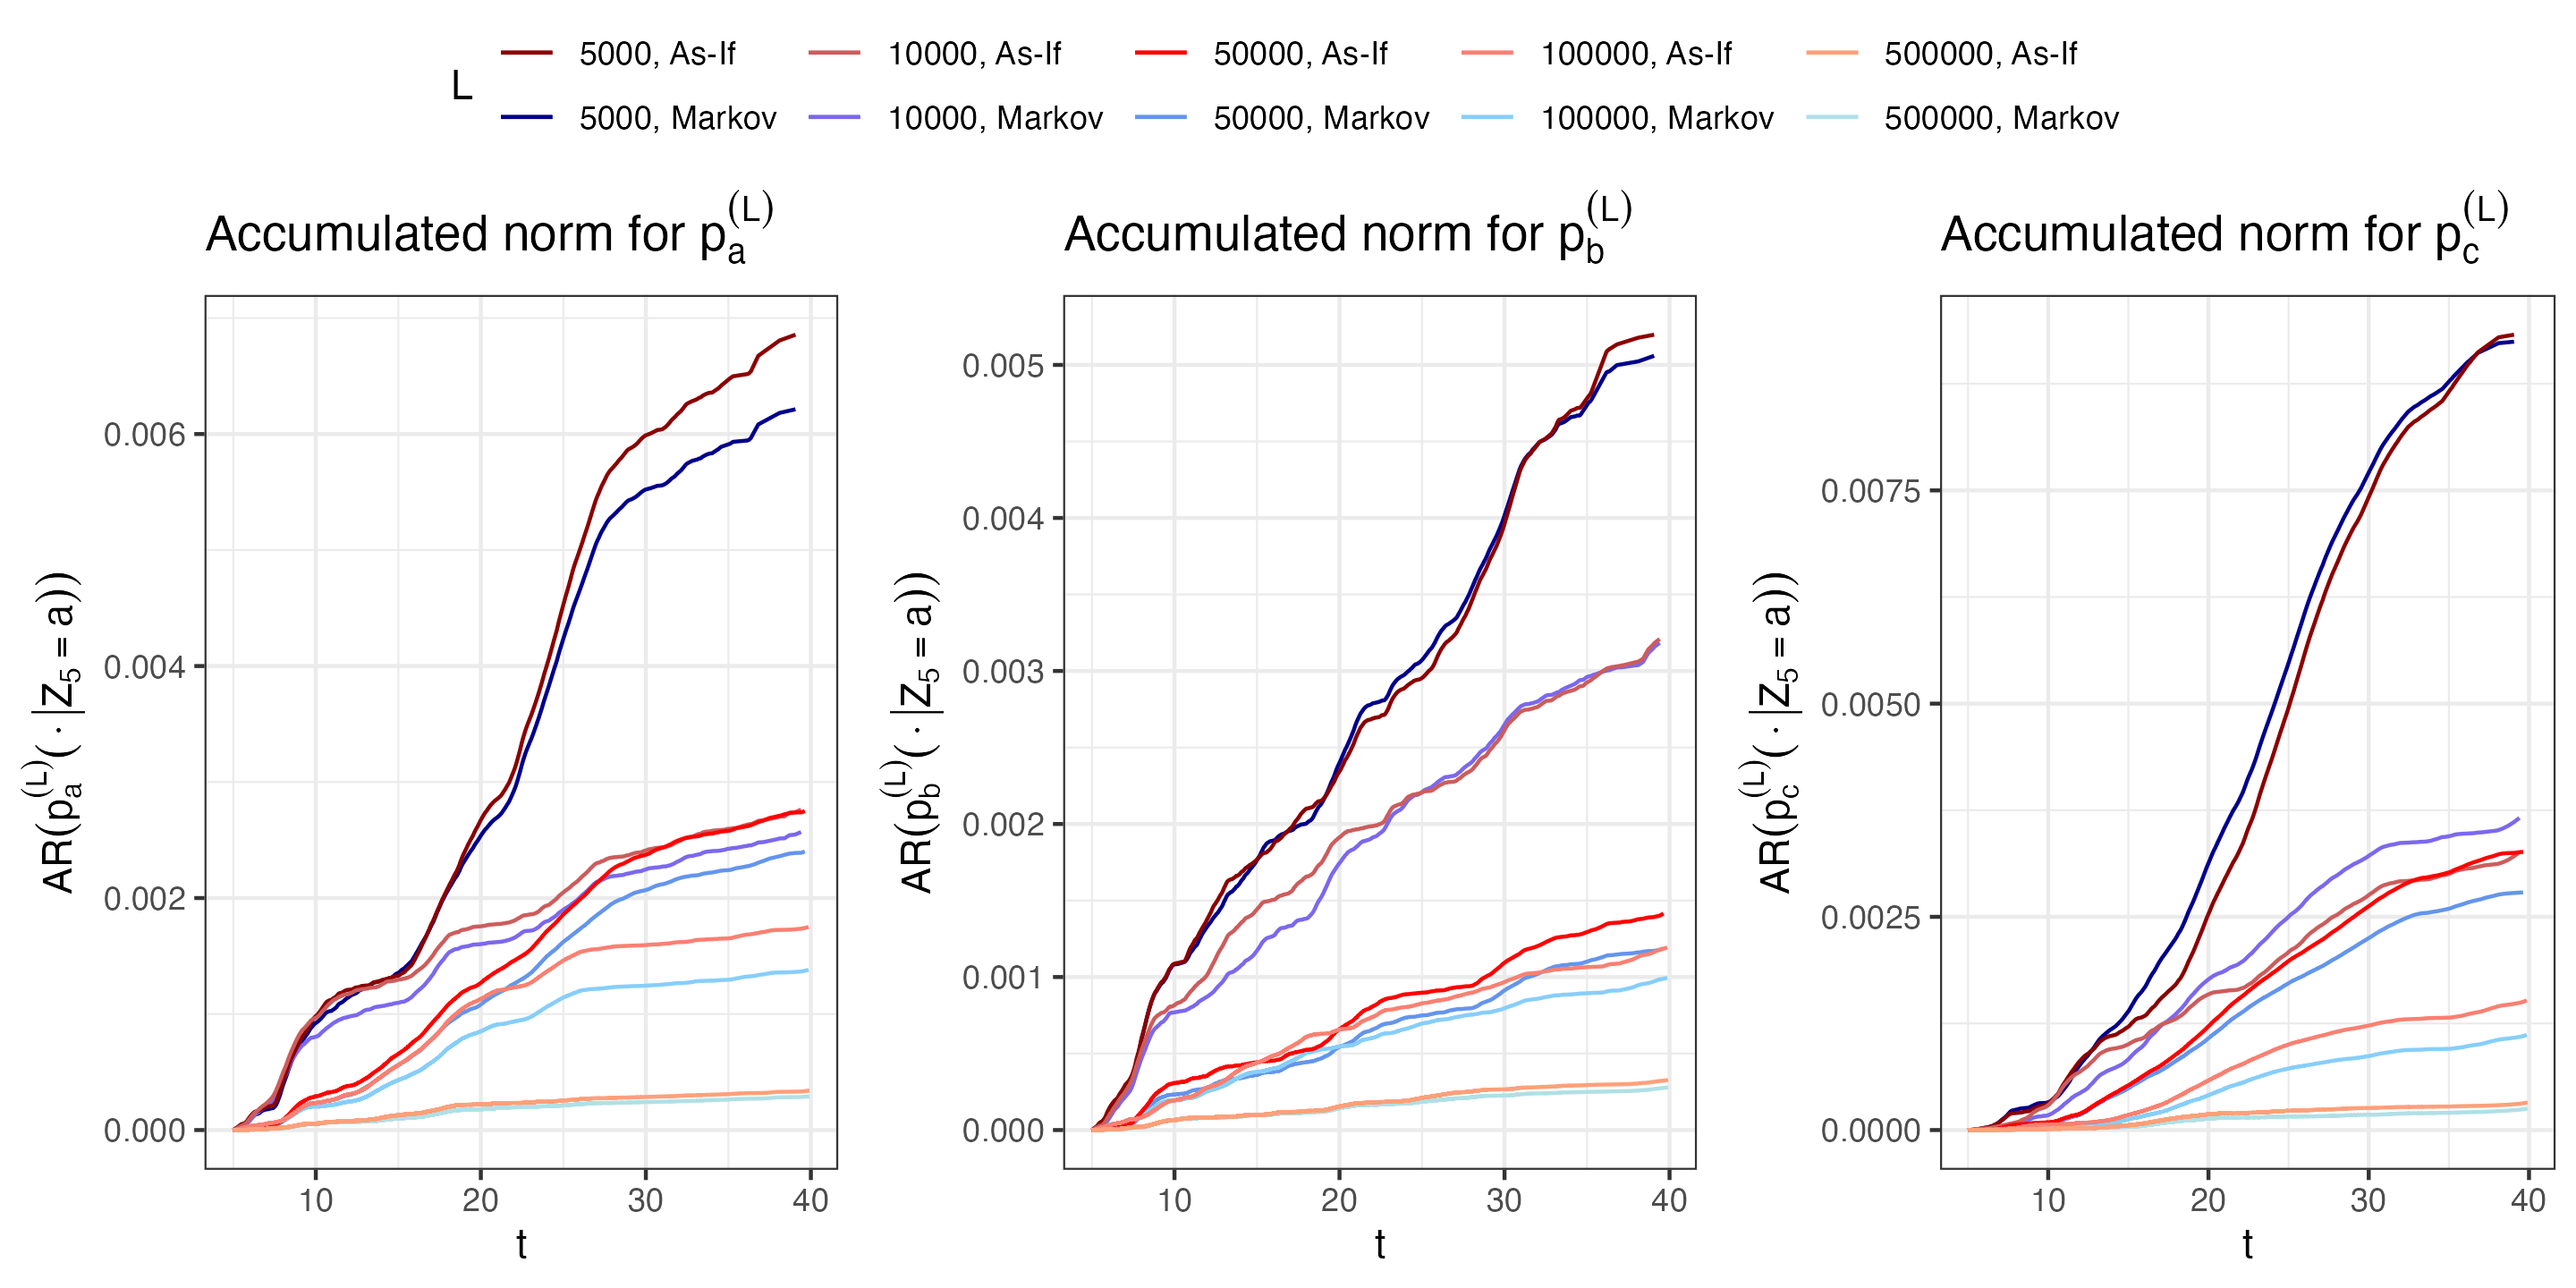 L
5000, As-If 10000, As-If 50000, As-If 100000, As-If 500000, As-If
5000, Markov 10000, Markov 50000, Markov 100000, Markov 500000, Markov
Accumulated norm for p_a^(L)
AR(p_a^(L)( · |Z_5 = a))
0.006
0.004
0.002
0.000
10 20 30 40
t
Accumulated norm for p_b^(L)
AR(p_b^(L)( · |Z_5 = a))
0.005
0.004
0.003
0.002
0.001
0.000
10 20 30 40
t
Accumulated norm for p_c^(L)
AR(p_c^(L)( · |Z_5 = a))
0.0075
0.0050
0.0025
0.0000
10 20 30 40
t